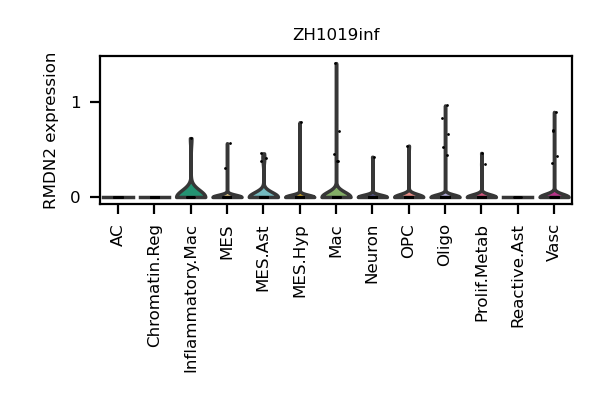 ZH1019inf
RMDN2 expression
1
0
AC
Chromatin.Reg
Inflammatory.Mac
MES
MES.Ast
MES.Hyp
Mac
Neuron
OPC
Oligo
Prolif.Metab
Reactive.Ast
Vasc